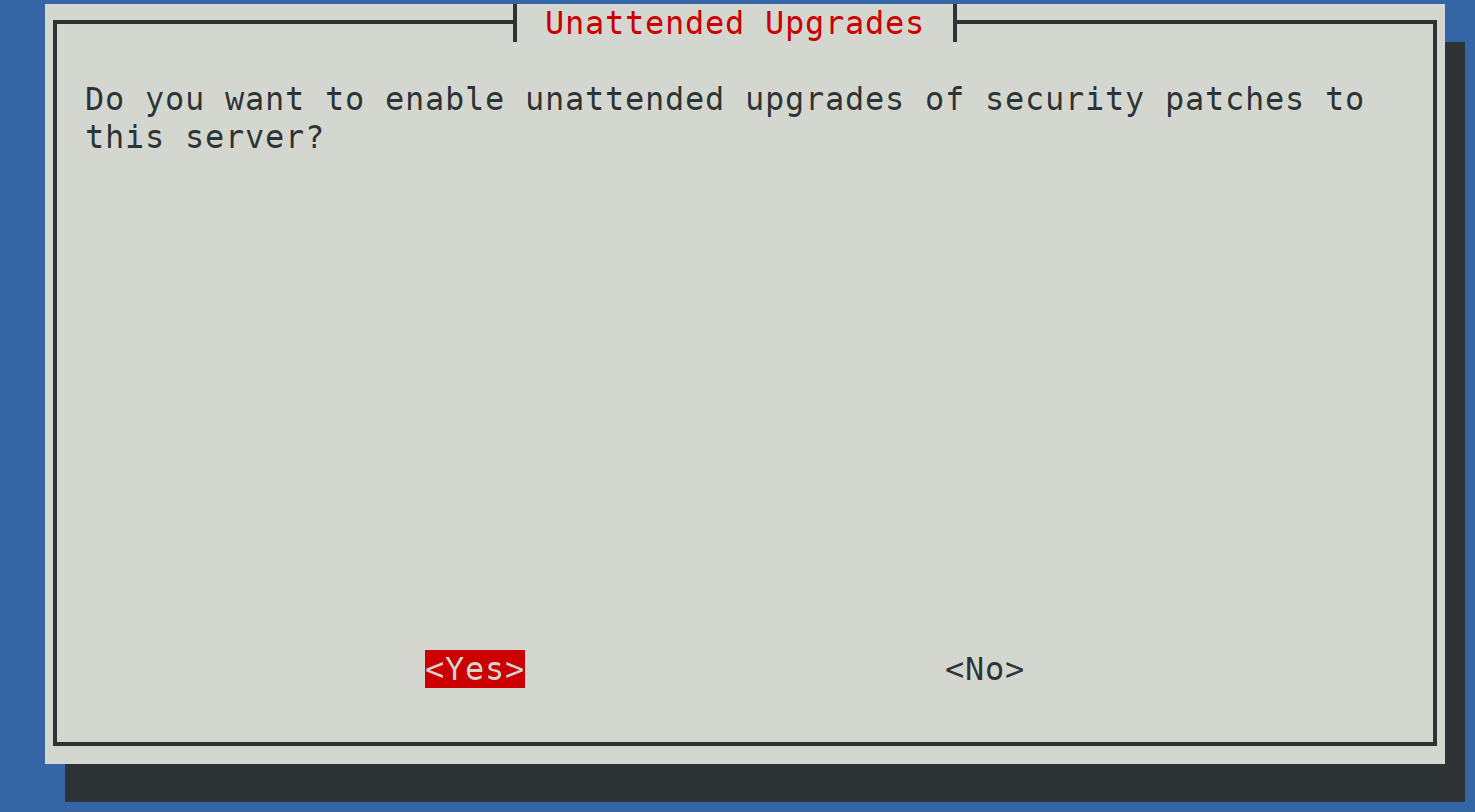 Unattended Upgrades
Do you want to enable unattended upgrades of security patches to
this server?
<Yes> <No>